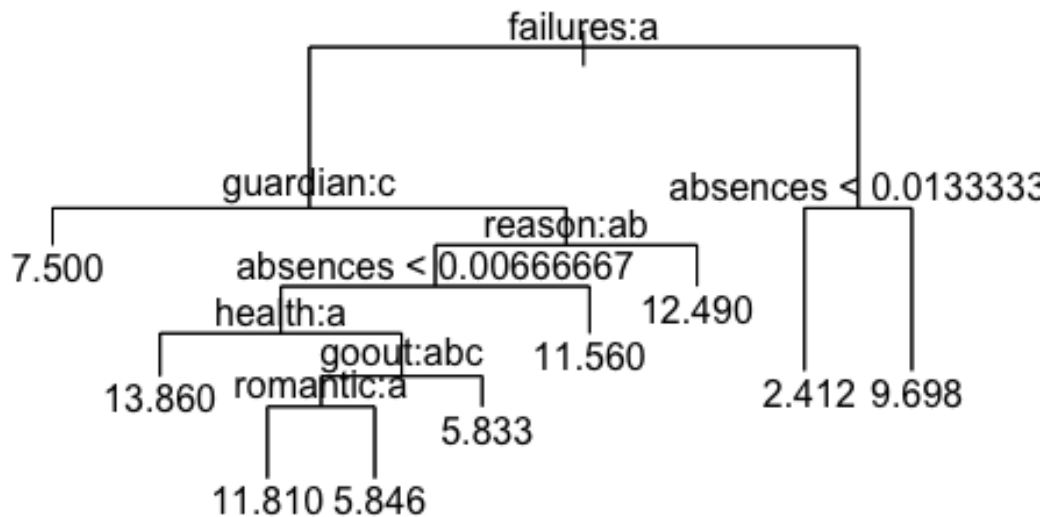 failures:a
guardian:c
absences < 0.0133333
reason:ab
7.500
absences < 0.00666667
12.490
health:a
11.560
goout:abc
13.860
romantic:a
2.412 9.698
5.833
11.810 5.846